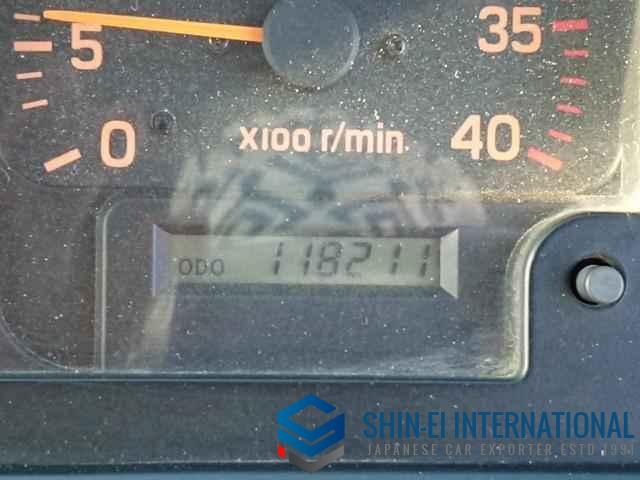 35
5
0
X100 r/min.
40
ODO 118211
SHIN-EI INTERNATIONAL
JAPANESE CAR EXPORTER ESTD 1991